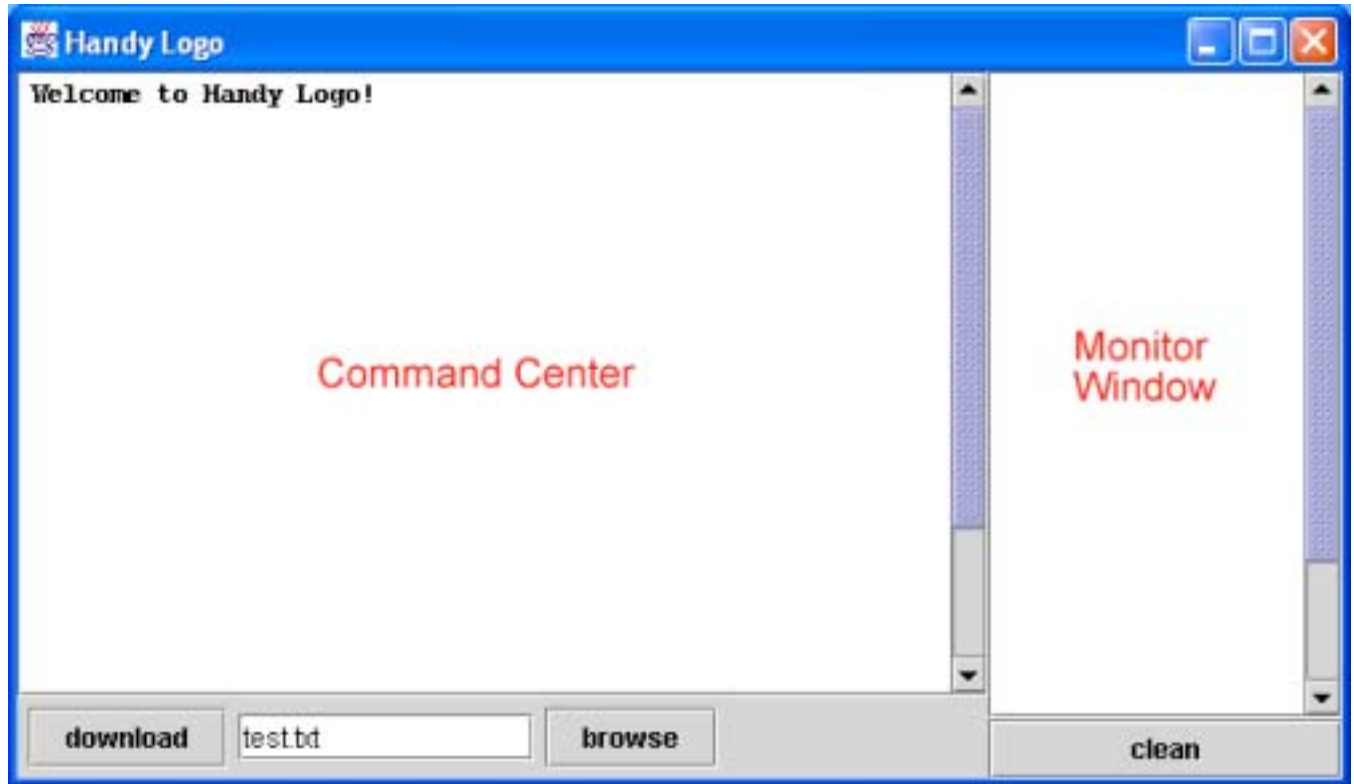 Handy Logo
Welcome to Handy Logo!
Command Center
Monitor
Window
download
test.txt
browse
clean